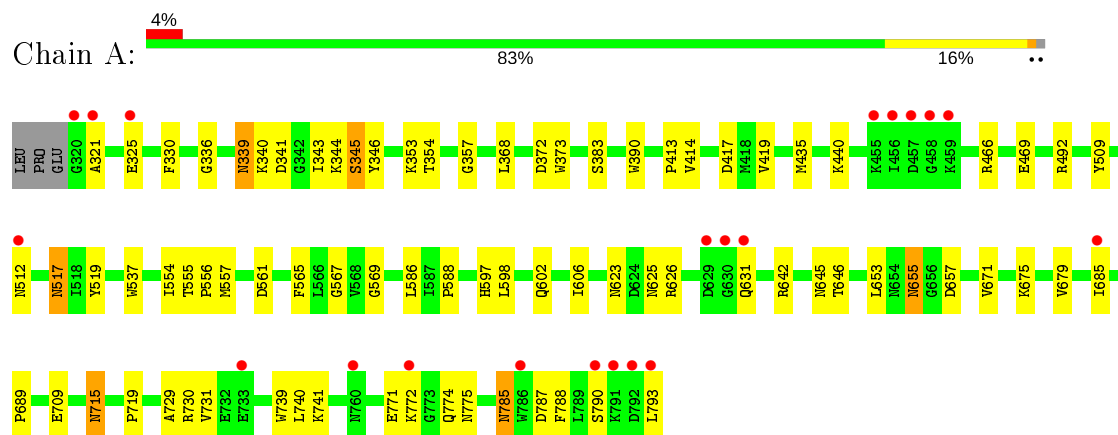 4%
Chain A:
83%
16%
LEU PRO GLU G320 A321 E325 F330 G336 N339 K340 D341 G342 I343 K344 S345 Y346 K353 T354 G357 L368 D372 W373 S383 W390 P413 V414 D417 M418 V419 M435 K440 K455 I456 D457 G458 K459 R466 E469 R492 Y509
N512 N517 I518 Y519 W537 I554 T555 P556 M557 D561 F565 L566 G567 V568 G569 L586 I587 P588 H597 L598 Q602 I606 N623 D624 N625 R626 D629 G630 Q631 R642 N645 T646 L653 N654 N655 G656 D657 V671 K675 V679 I685
P689 E709 N715 P719 A729 R730 V731 E732 E733 W739 L740 K741 N760 E771 K772 G773 Q774 N775 N785 W786 D787 F788 L789 S790 K791 D792 L793